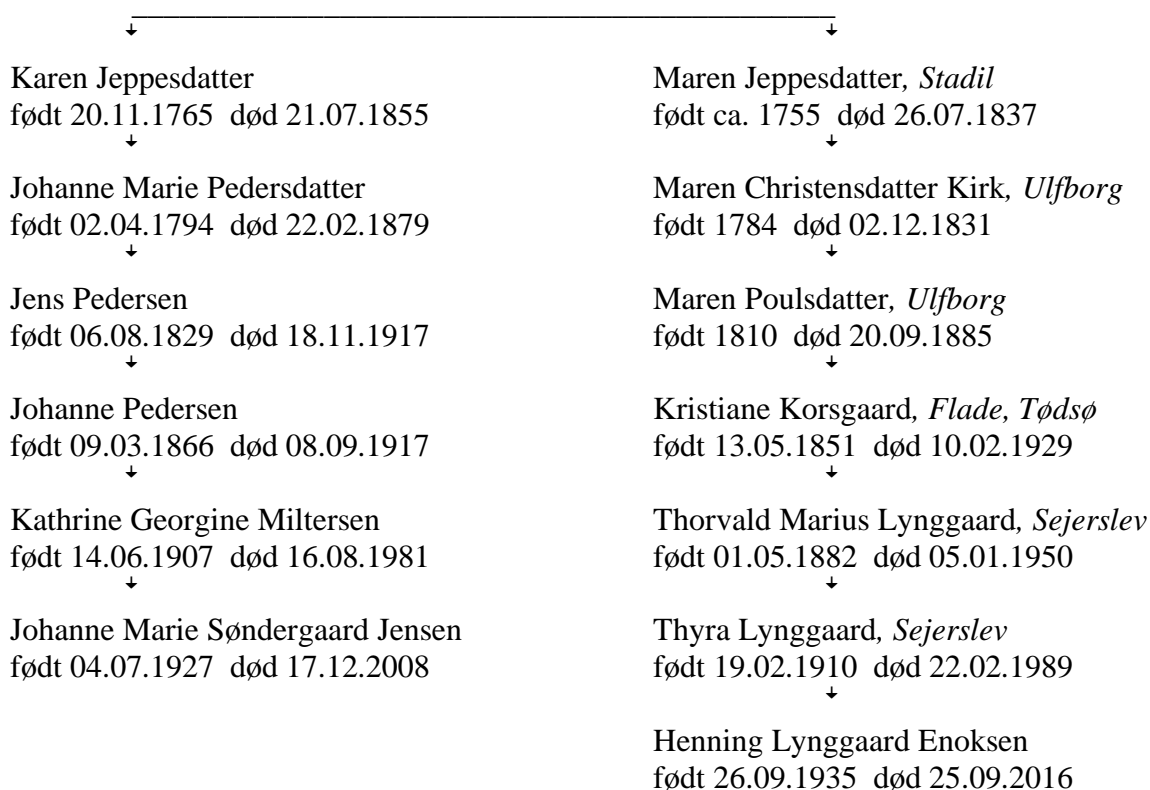 Karen Jeppesdatter
født 20.11.1765  død 21.07.1855
Johanne Marie Pedersdatter
født 02.04.1794  død 22.02.1879
Jens Pedersen
født 06.08.1829  død 18.11.1917
Johanne Pedersen
født 09.03.1866  død 08.09.1917
Kathrine Georgine Miltersen
født 14.06.1907  død 16.08.1981
Johanne Marie Søndergaard Jensen
født 04.07.1927  død 17.12.2008
Maren Jeppesdatter, Stadil
født ca. 1755  død 26.07.1837
Maren Christensdatter Kirk, Ulfborg
født 1784  død 02.12.1831
Maren Poulsdatter, Ulfborg
født 1810  død 20.09.1885
Kristiane Korsgaard, Flade, Tødsø
født 13.05.1851  død 10.02.1929
Thorvald Marius Lynggaard, Sejerslev
født 01.05.1882  død 05.01.1950
Thyra Lynggaard, Sejerslev
født 19.02.1910  død 22.02.1989
Henning Lynggaard Enoksen
født 26.09.1935  død 25.09.2016